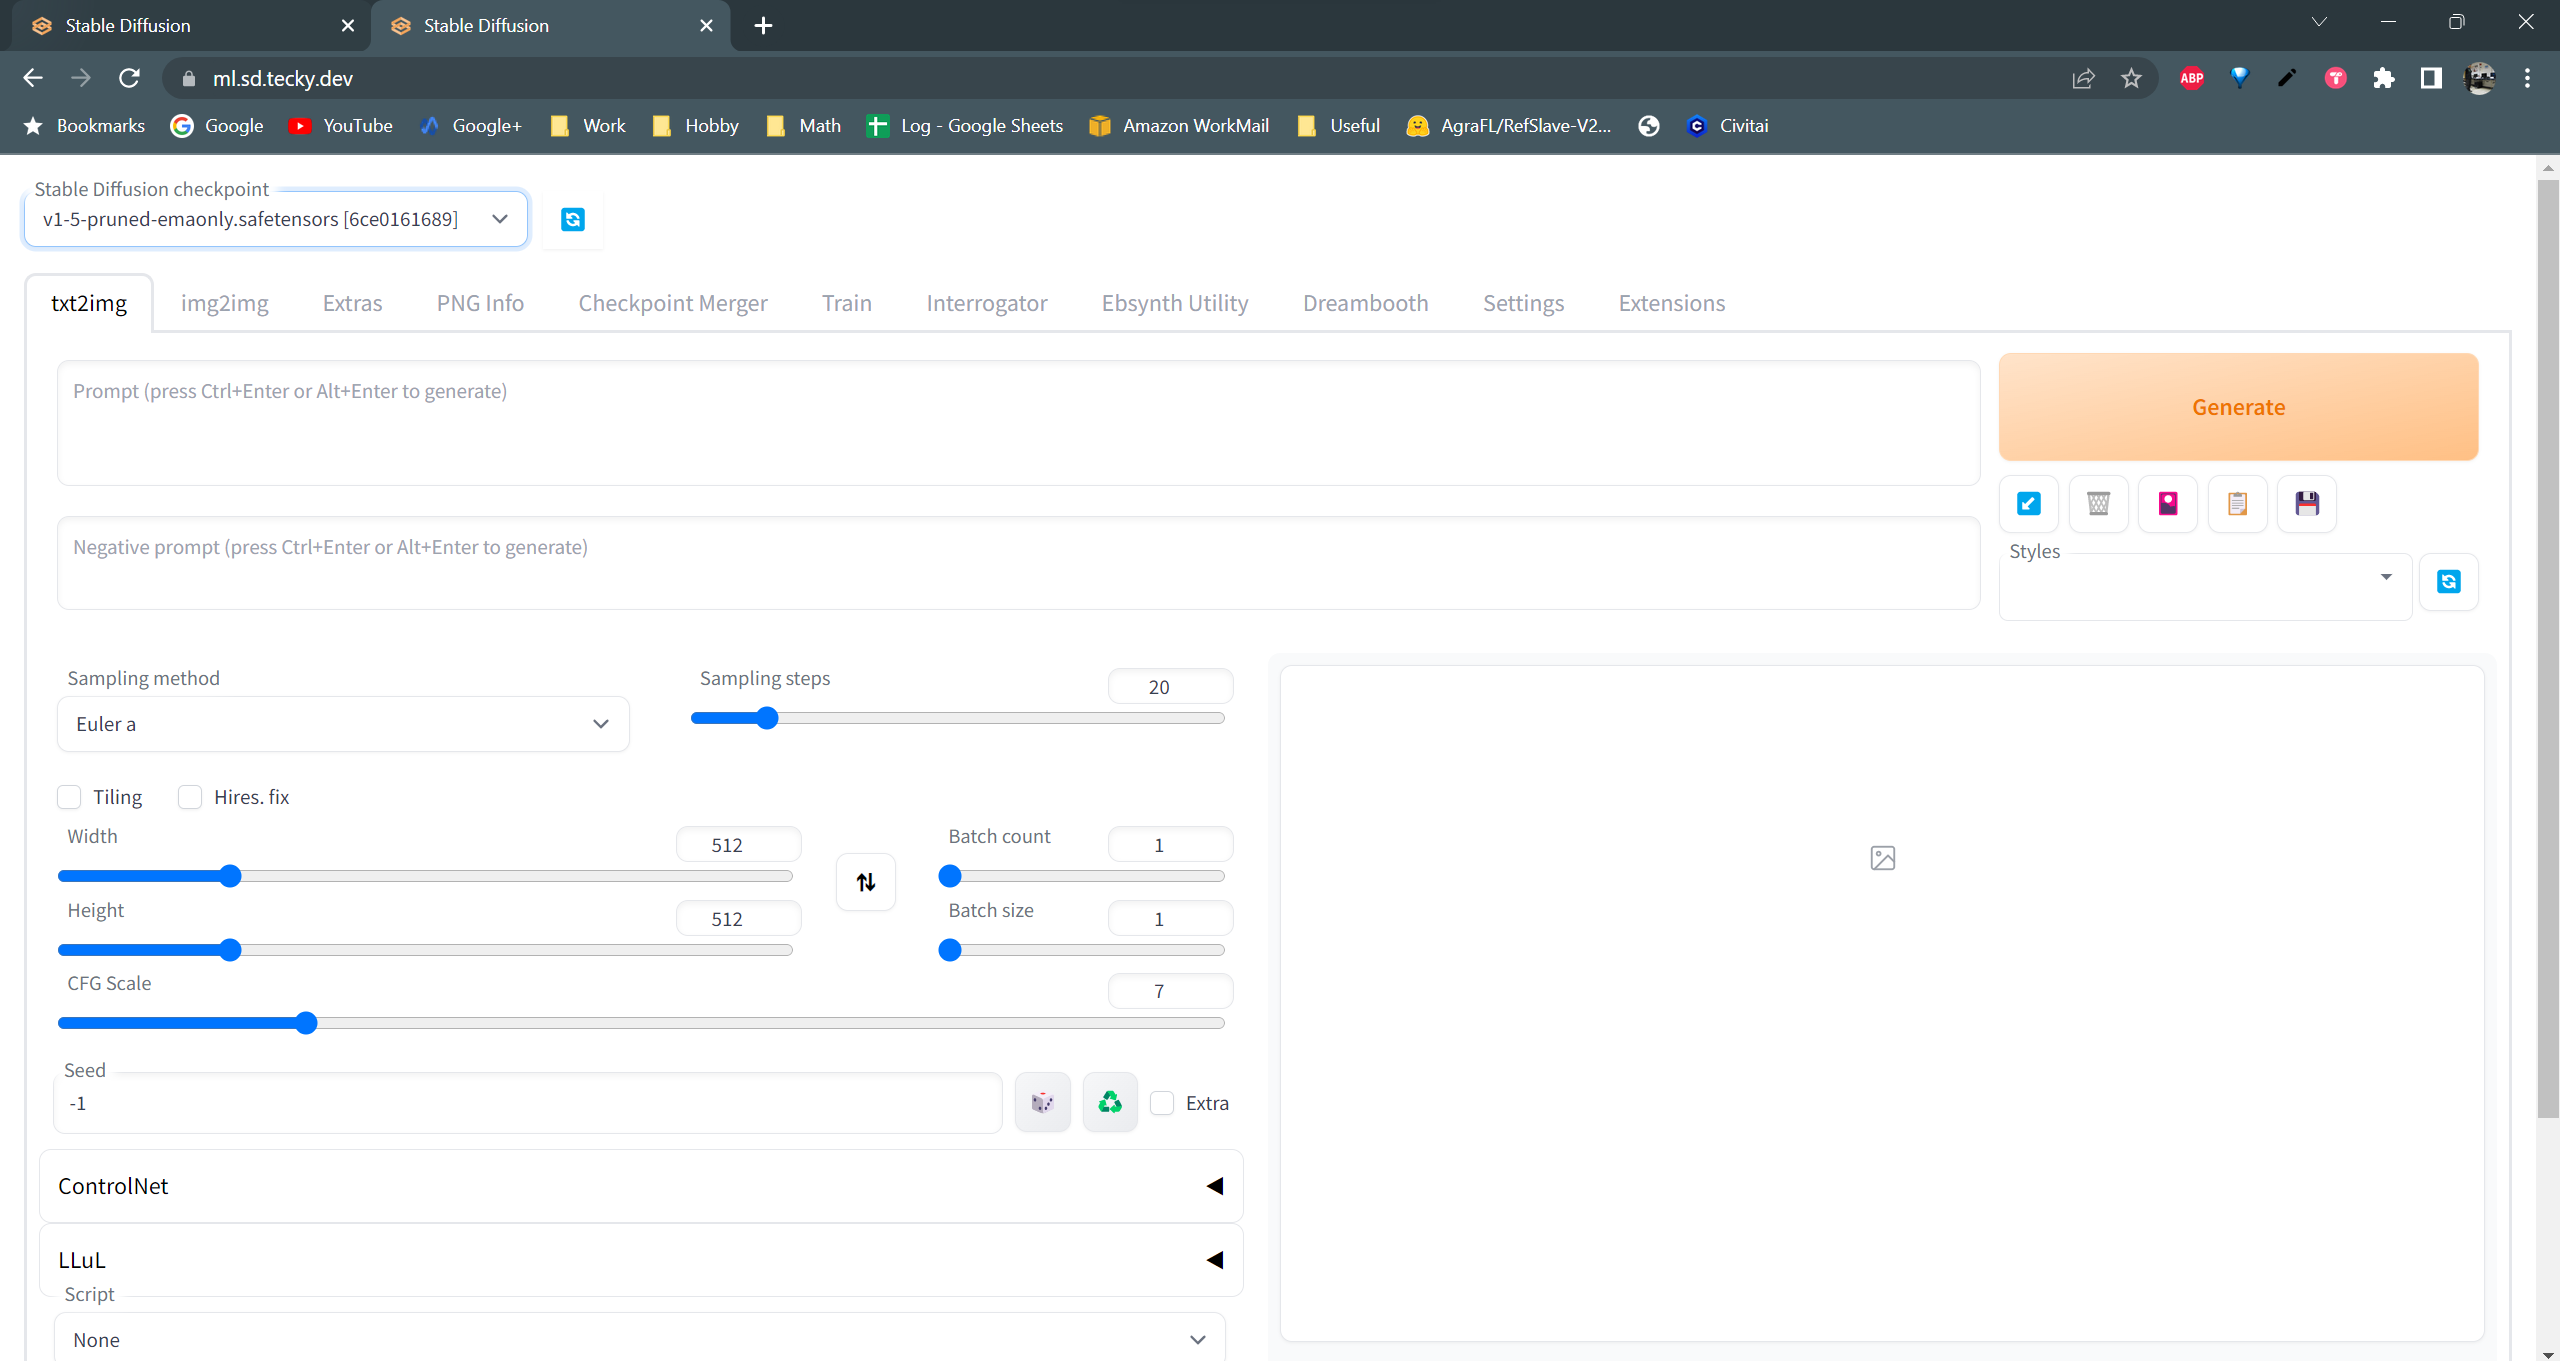 Stable Diffusion
Stable Diffusion
ml.sd.tecky.dev
ABP
Bookmarks Google YouTube Google+ Work Hobby Math Log - Google Sheets Amazon WorkMail Useful AgraFL/RefSlave-V2... Civitai
Stable Diffusion checkpoint
v1-5-pruned-emaonly.safetensors [6ce0161689]
txt2img img2img Extras PNG Info Checkpoint Merger Train Interrogator Ebsynth Utility Dreambooth Settings Extensions
Prompt (press Ctrl+Enter or Alt+Enter to generate)
Generate
Negative prompt (press Ctrl+Enter or Alt+Enter to generate)
Styles
Sampling method
Euler a
Sampling steps
20
Tiling
Hires. fix
Width
512
Batch count
1
Height
512
Batch size
1
CFG Scale
7
Seed
-1
Extra
ControlNet
LLuL
Script
None